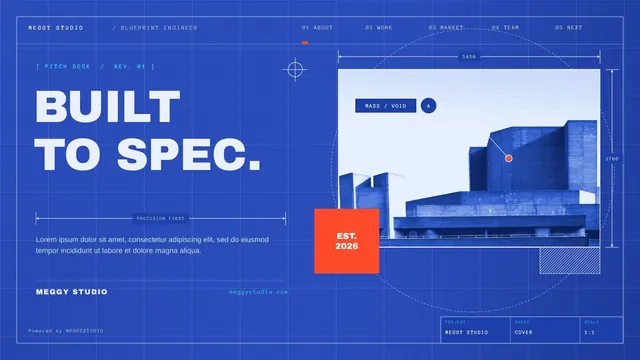 MEGGY STUDIO / BLUEPRINT ENGINEER
01 ABOUT 02 WORK 03 MARKET 04 TEAM 05 NEXT
[ PITCH DECK / REV. 01 ]
BUILT
TO SPEC.
PRECISION FIRST
Lorem ipsum dolor sit amet, consectetur adipiscing elit, sed do eiusmod
tempor incididunt ut labore et dolore magna aliqua.
MEGGY STUDIO meggystudio.com
Powered by MEGGYSTUDIO
5450
MASS / VOID A
3700
EST.
2026
PROJECT
MEGGY STUDIO
SHEET
COVER
SCALE
1:1